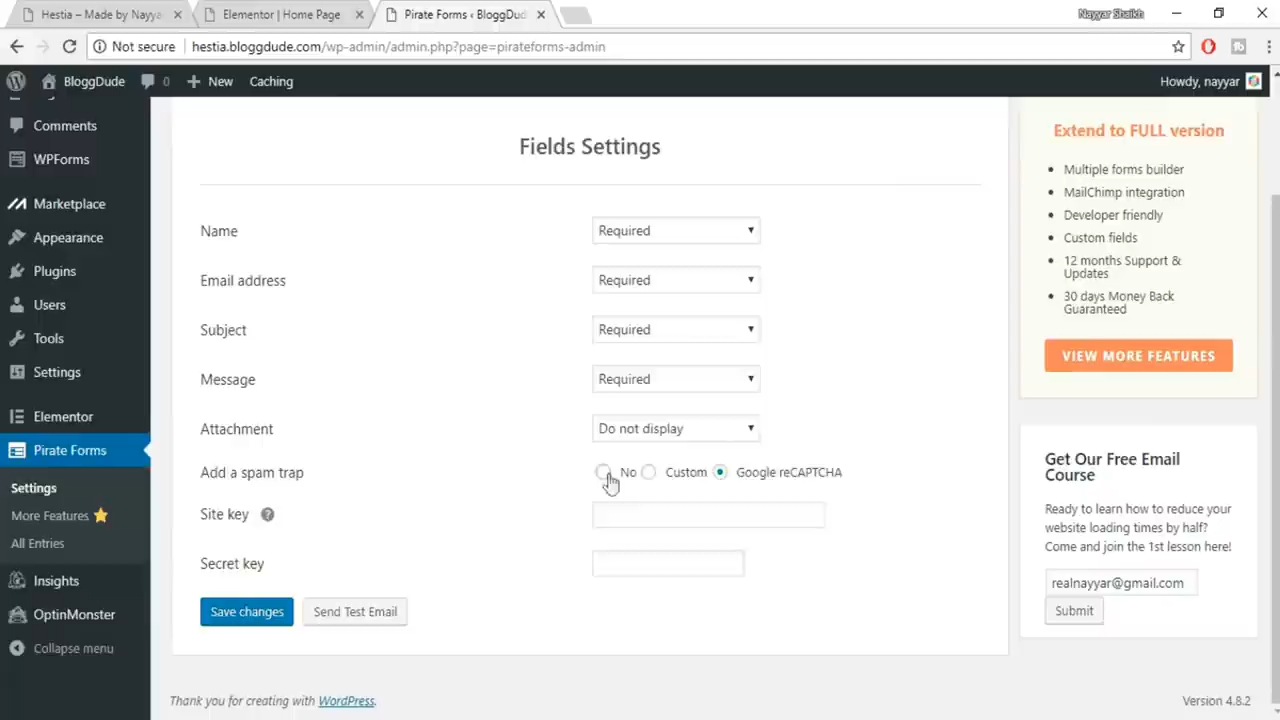 Hestia – Made by Nayya
Elementor | Home Page
Pirate Forms ‹ BloggDud
Nayyar Shaikh
Not secure
hestia.bloggdude.com/wp-admin/admin.php?page=pirateforms-admin
BloggDude
0
New
Caching
Howdy, nayyar
Comments
WPForms
Marketplace
Appearance
Plugins
Users
Tools
Settings
Elementor
Pirate Forms
Settings
More Features
All Entries
Insights
OptinMonster
Collapse menu
Fields Settings
Name
Required
Email address
Required
Subject
Required
Message
Required
Attachment
Do not display
Add a spam trap
No
Custom
Google reCAPTCHA
Site key
?
Secret key
Save changes
Send Test Email
Extend to FULL version
Multiple forms builder
MailChimp integration
Developer friendly
Custom fields
12 months Support &
Updates
30 days Money Back
Guaranteed
VIEW MORE FEATURES
Get Our Free Email
Course
Ready to learn how to reduce your
website loading times by half?
Come and join the 1st lesson here!
realnayyar@gmail.com
Submit
Thank you for creating with WordPress.
Version 4.8.2